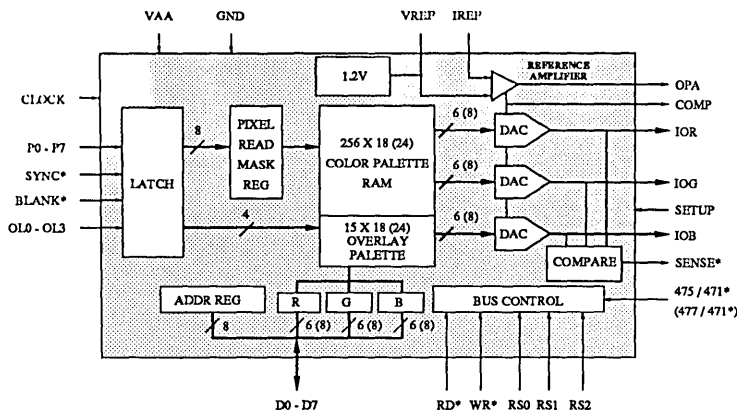 VAA GND VREF IREF
1.2V
REFERENCE
AMPLIFIER
OPA
CLOCK
COMP
8
PIXEL
READ
MASK
REG
256 X 18 (24)
COLOR PALETTE
RAM
6 (8)
DAC
IOR
P0 - P7
SYNC*
LATCH
6 (8)
DAC
IOG
BLANK*
SETUP
OL0 - OL3
4
15 X 18 (24)
OVERLAY
PALETTE
6 (8)
DAC
IOB
COMPARE
SENSE*
ADDR REG
R G B
BUS CONTROL
475 / 471*
(477 / 471*)
8 6 (8) 6 (8) 6 (8)
D0 - D7 RD* WR* RS0 RS1 RS2